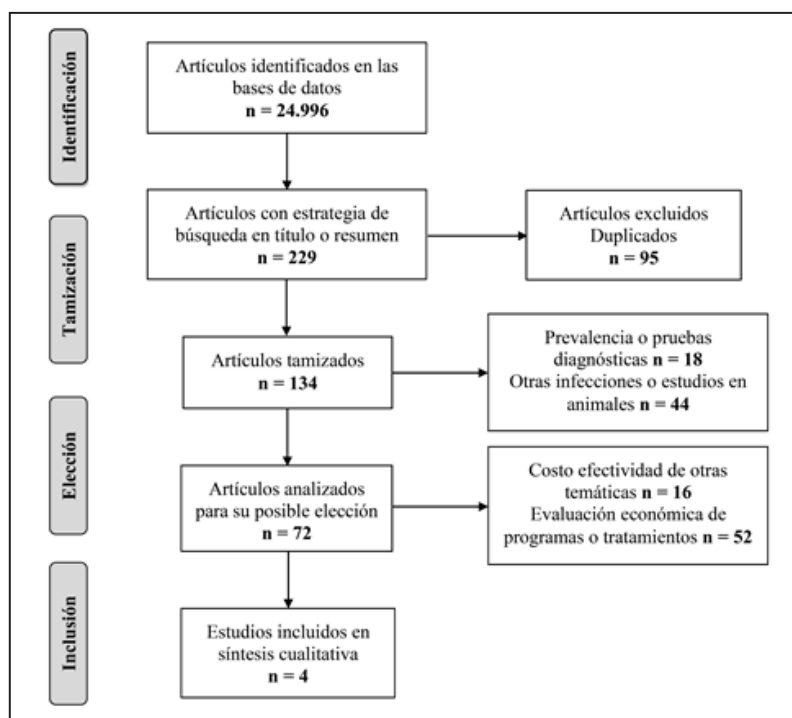 Identificación
Artículos identificados en las
bases de datos
n = 24.996
Tamización
Artículos con estrategia de
búsqueda en título o resumen
n = 229
Artículos excluidos
Duplicados
n = 95
Artículos tamizados
n = 134
Prevalencia o pruebas
diagnósticas n = 18
Otras infecciones o estudios en
animales n = 44
Elección
Artículos analizados
para su posible elección
n = 72
Costo efectividad de otras
temáticas n = 16
Evaluación económica de
programas o tratamientos n = 52
Inclusión
Estudios incluidos en
síntesis cualitativa
n = 4